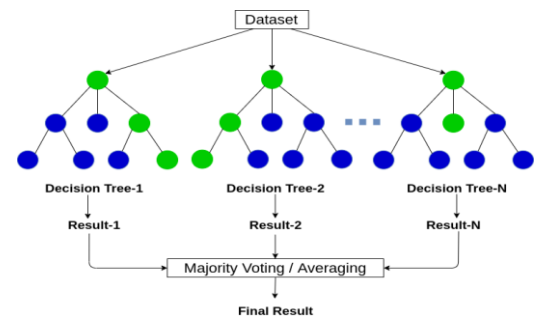 Dataset
Decision Tree-1
Decision Tree-2
Decision Tree-N
Result-1
Result-2
Result-N
Majority Voting / Averaging
Final Result